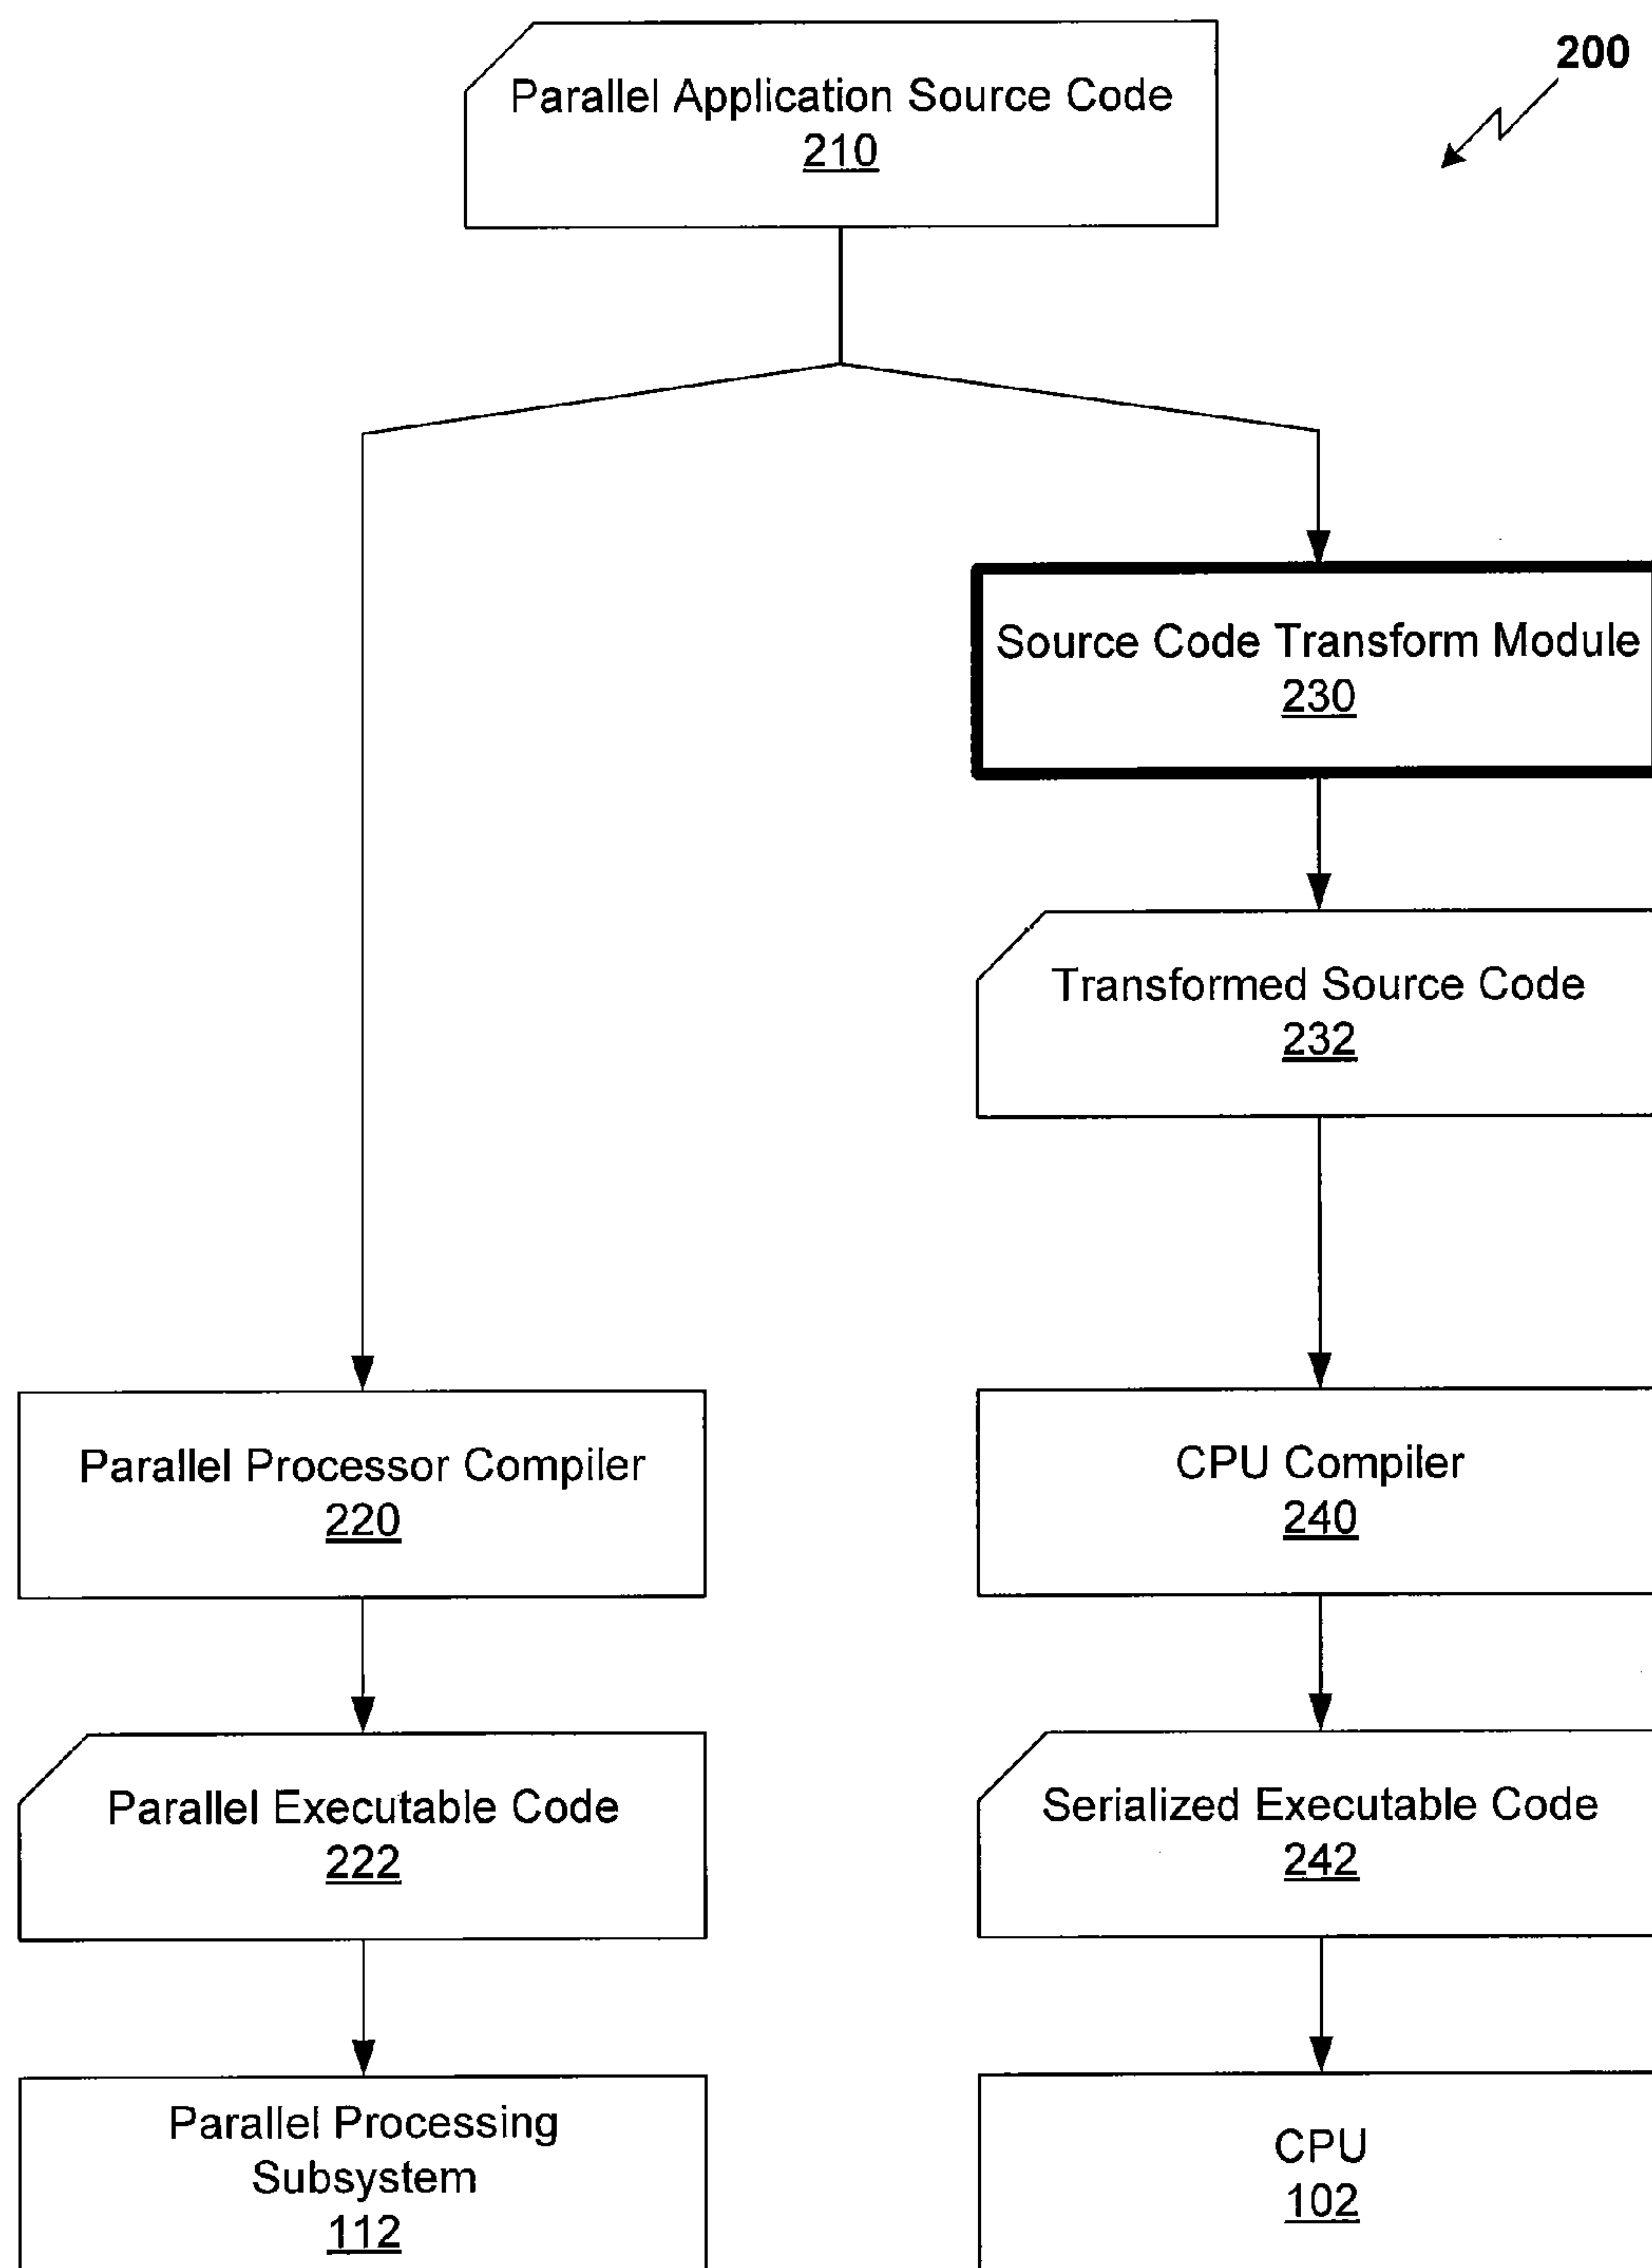 200
Parallel Application Source Code
210
Source Code Transform Module
230
Transformed Source Code
232
Parallel Processor Compiler
220
CPU Compiler
240
Parallel Executable Code
222
Serialized Executable Code
242
Parallel Processing
Subsystem
112
CPU
102